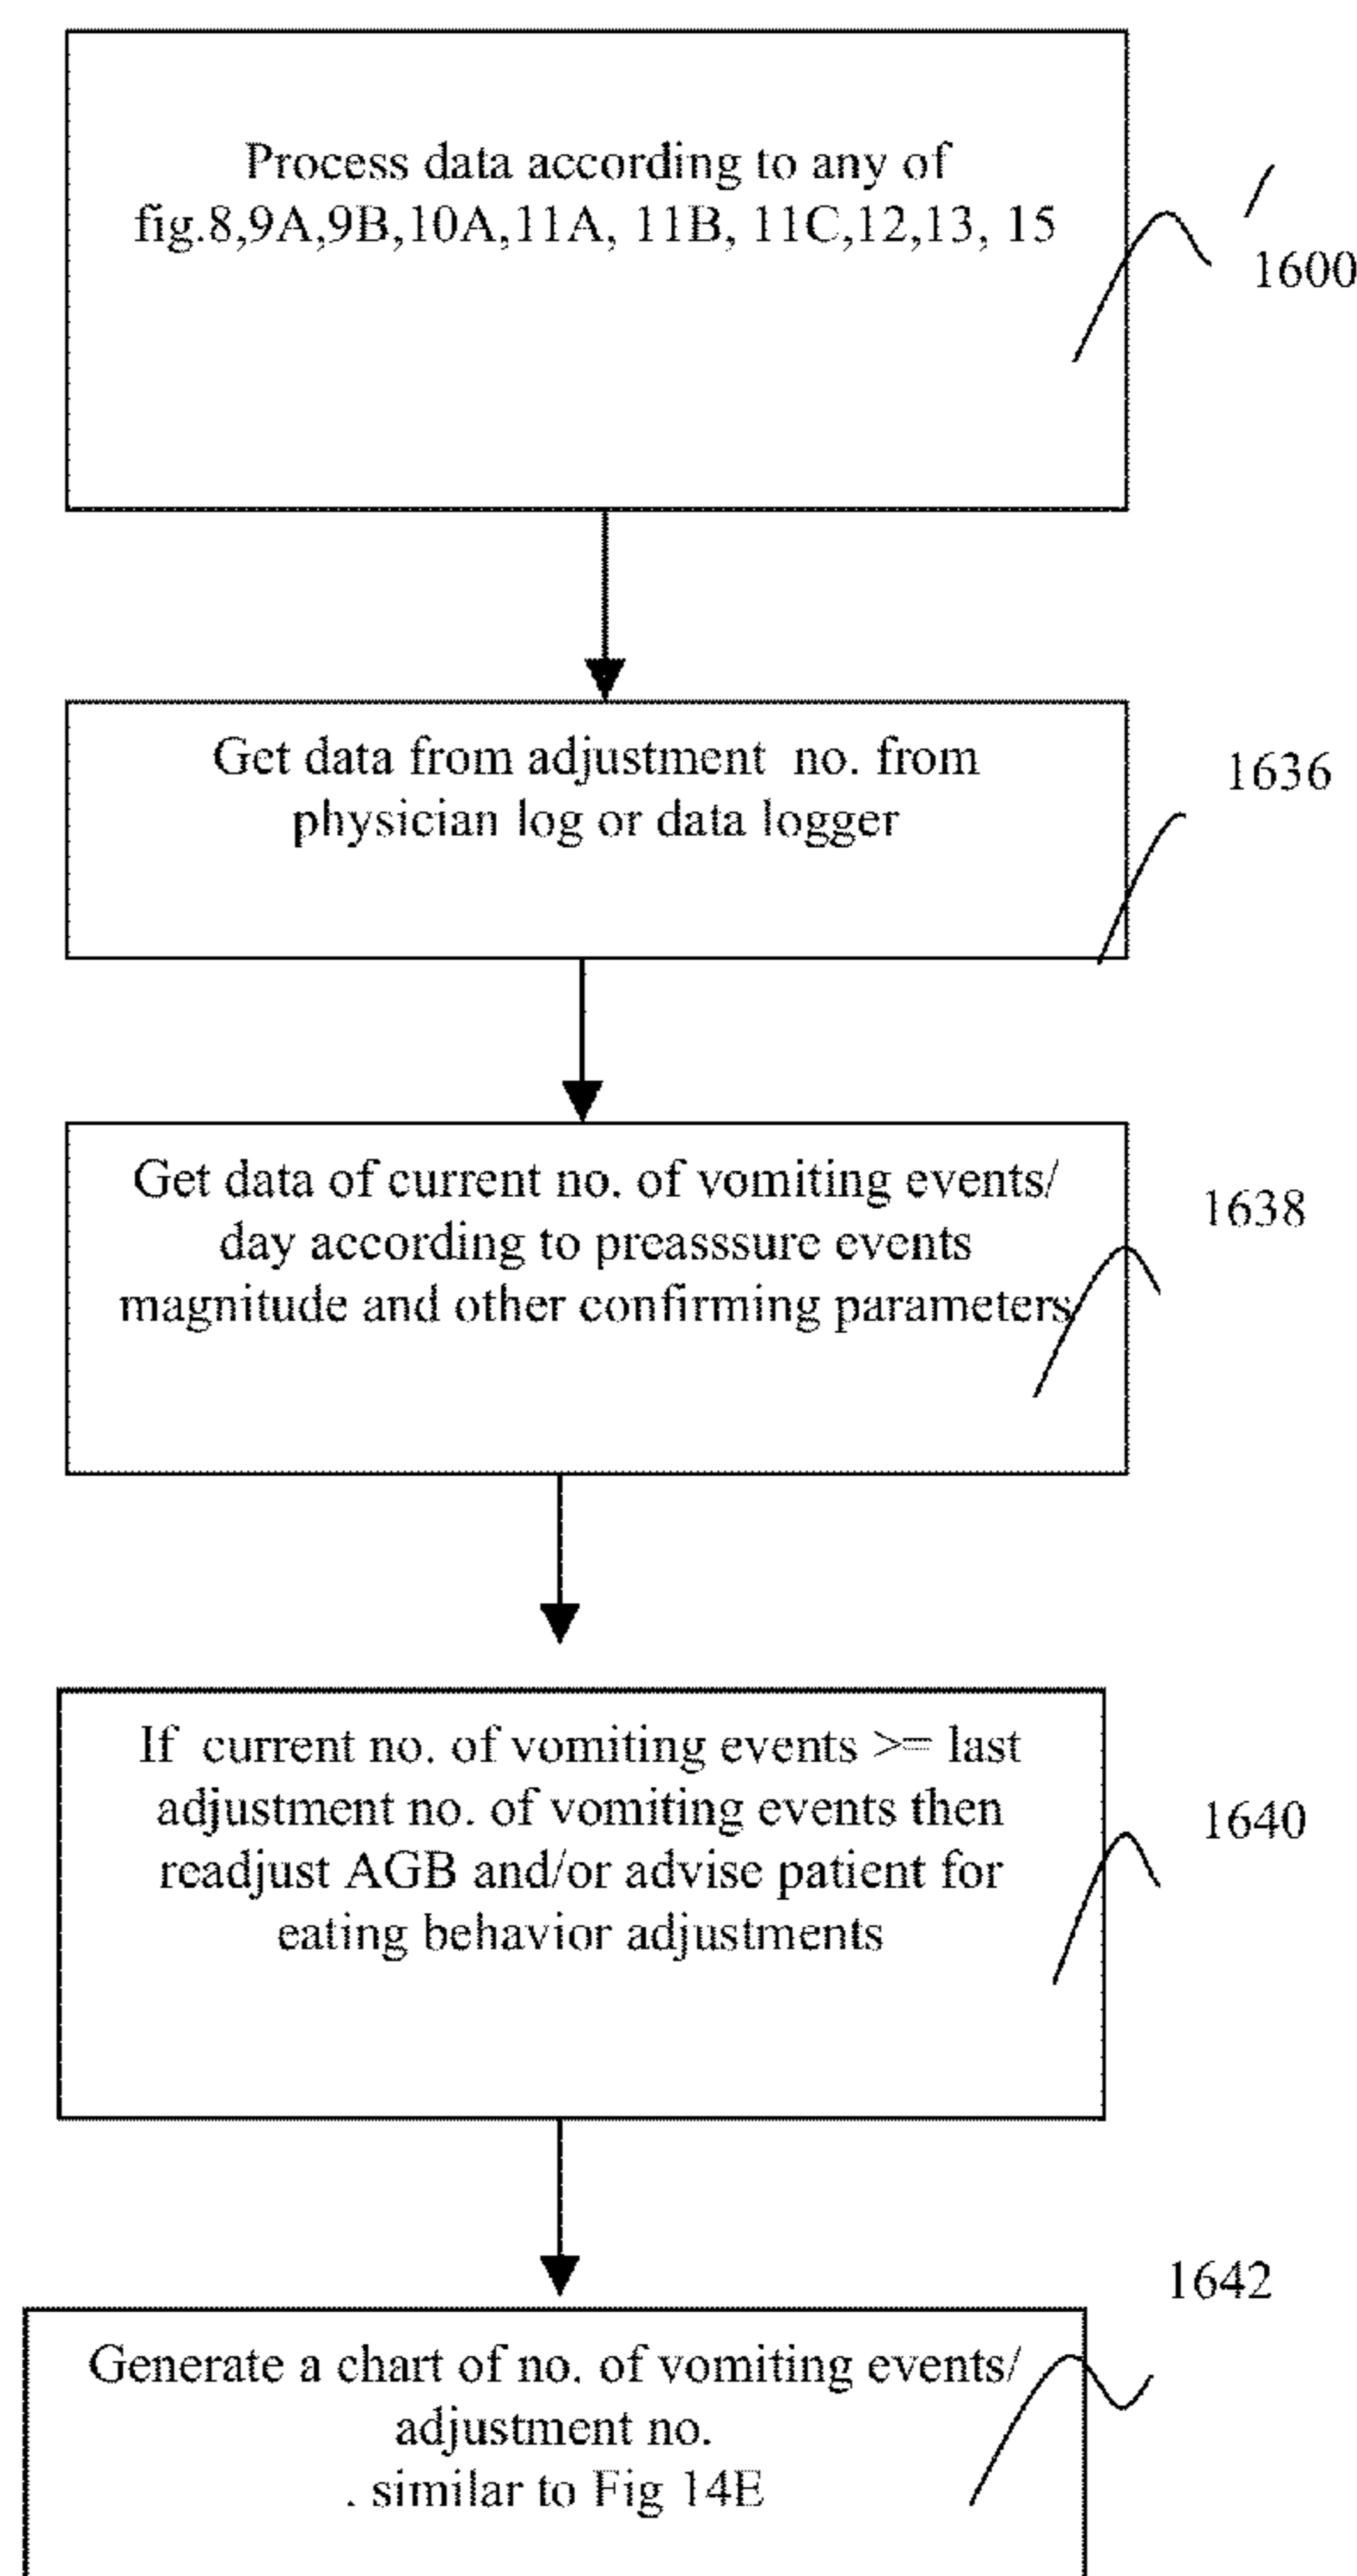 Process data according to any of
fig.8,9A,9B,10A,11A, 11B, 11C,12,13, 15
1600
Get data from adjustment no. from
physician log or data logger
1636
Get data of current no. of vomiting events/
day according to preasssure events
magnitude and other confirming parameters
1638
If current no. of vomiting events >= last
adjustment no. of vomiting events then
readjust AGB and/or advise patient for
eating behavior adjustments
1640
1642
Generate a chart of no. of vomiting events/
adjustment no.
. similar to Fig 14E